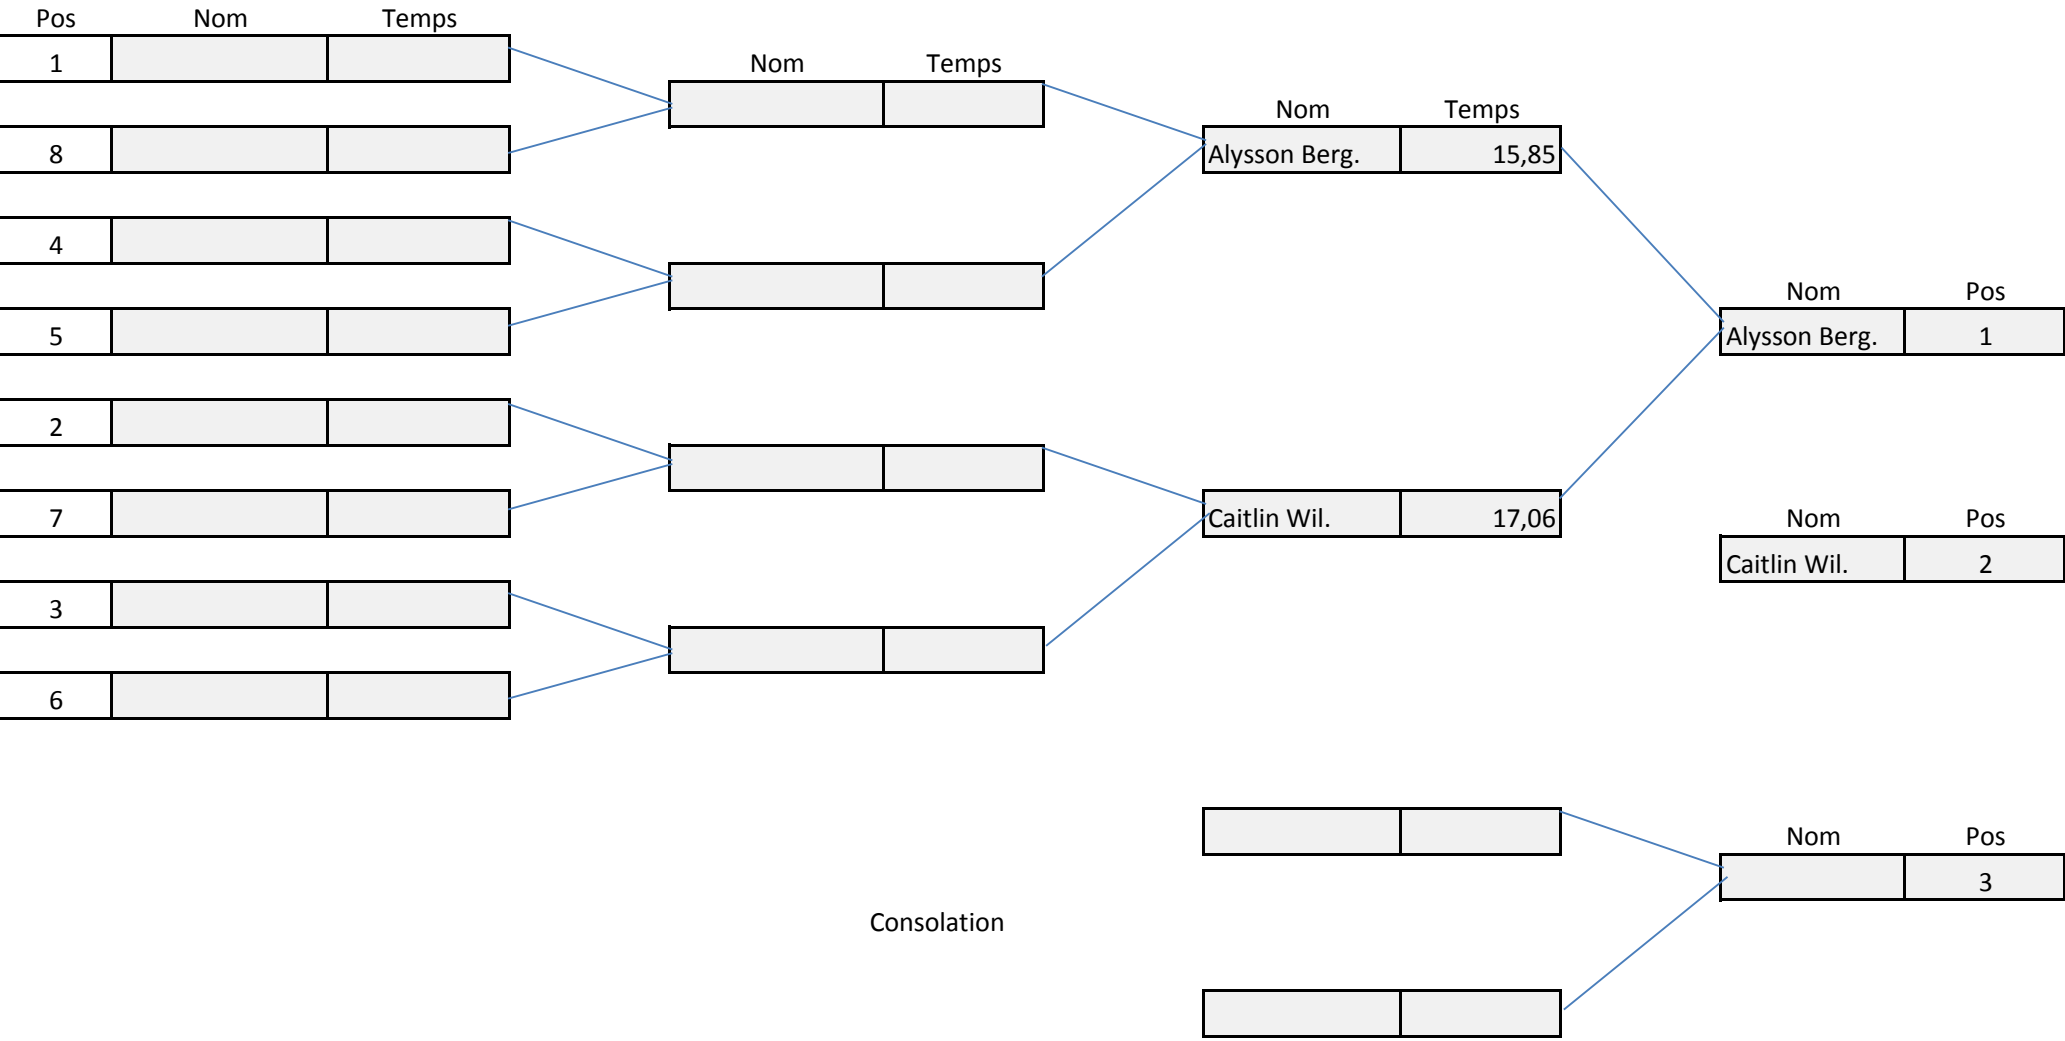 Pos Nom Temps
1
Nom Temps
Nom Temps
8
Alysson Berg. 15,85
4
Nom Pos
5
Alysson Berg. 1
2
7
Caitlin Wil. 17,06
Nom Pos
Caitlin Wil. 2
3
6
Nom Pos
3
Consolation